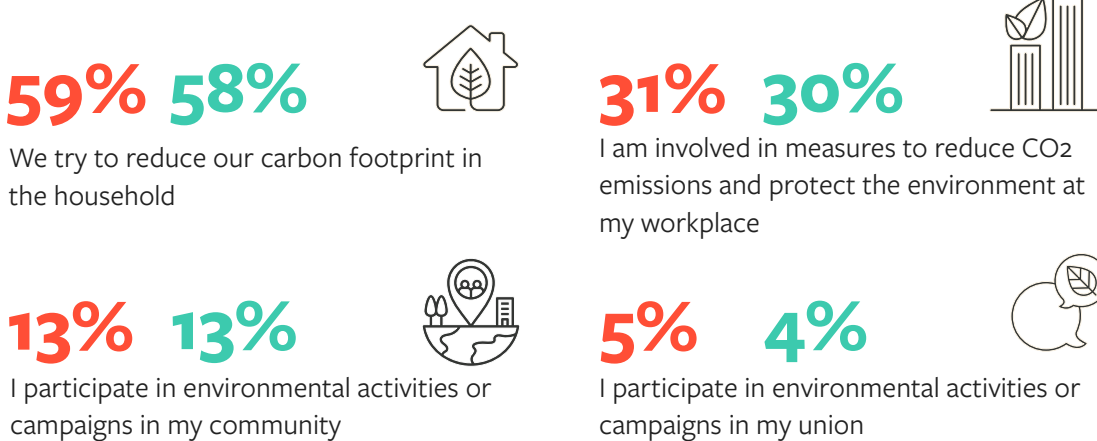 59% 58%
We try to reduce our carbon footprint in
the household
31% 30%
I am involved in measures to reduce CO2
emissions and protect the environment at
my workplace
13% 13%
I participate in environmental activities or
campaigns in my community
5% 4%
I participate in environmental activities or
campaigns in my union